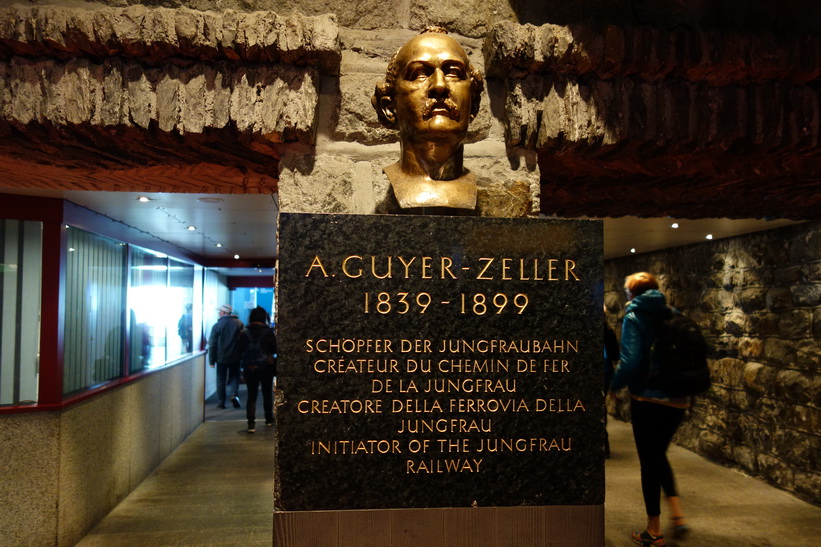 A. GUYER-ZELLER
1839-1899
SCHÖPFER DER JUNGFRAUBAHN
CRÉATEUR DU CHEMIN DE FER
DE LA JUNGFRAU
CREATORE DELLA FERROVIA DELLA
JUNGFRAU
INITIATOR OF THE JUNGFRAU
RAILWAY